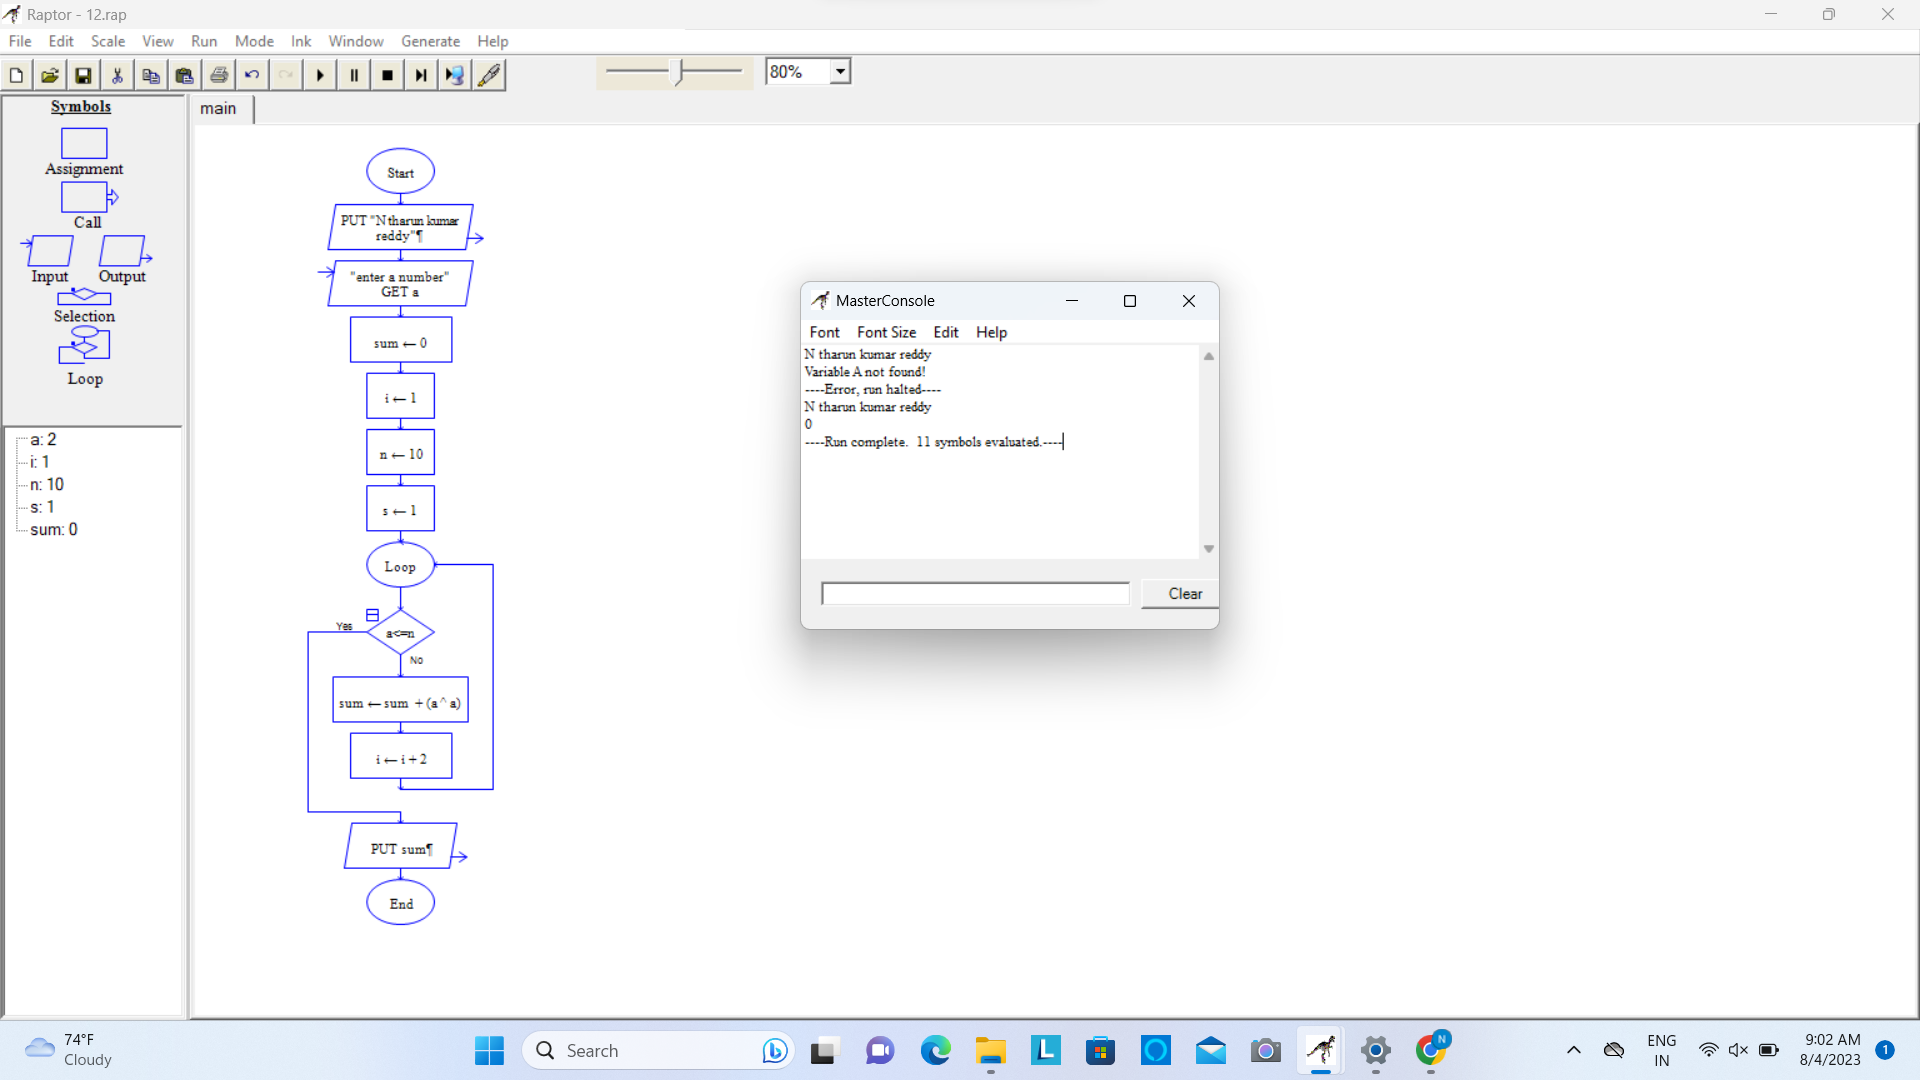 Raptor - 12.rap
File Edit Scale View Run Mode Ink Window Generate Help
80%
Symbols
Assignment
Call
Input Output
Selection
Loop
a: 2
i: 1
n: 10
s: 1
sum: 0
main
Start
PUT "N tharun kumar
reddy"¶
"enter a number"
GET a
sum ← 0
i ← 1
n ← 10
s ← 1
Loop
Yes
a<=n
No
sum ← sum + (a ^ a)
i ← i + 2
PUT sum¶
End
MasterConsole
Font Font Size Edit Help
N tharun kumar reddy
Variable A not found!
----Error, run halted----
N tharun kumar reddy
0
----Run complete. 11 symbols evaluated.----
Clear
74°F
Cloudy
Search
L
N
ENG
IN
9:02 AM
8/4/2023
1